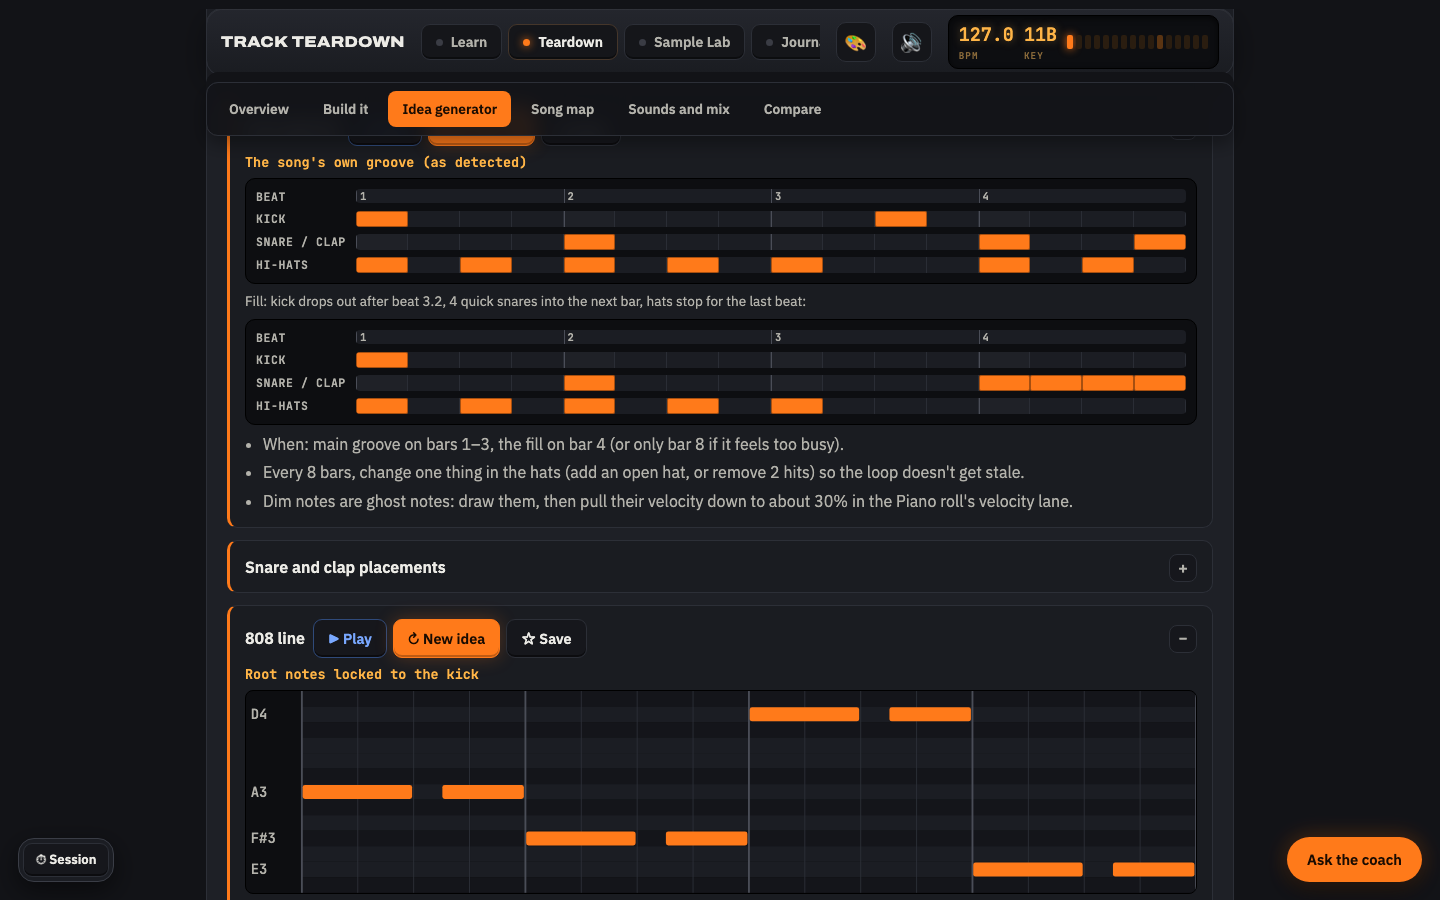 TRACK TEARDOWN
Learn
Teardown
Sample Lab
Journ
127.0 11B
BPM KEY
Overview
Build it
Idea generator
Song map
Sounds and mix
Compare
The song's own groove (as detected)
BEAT 1 2 3 4
KICK
SNARE / CLAP
HI-HATS
Fill: kick drops out after beat 3.2, 4 quick snares into the next bar, hats stop for the last beat:
BEAT 1 2 3 4
KICK
SNARE / CLAP
HI-HATS
• When: main groove on bars 1–3, the fill on bar 4 (or only bar 8 if it feels too busy).
• Every 8 bars, change one thing in the hats (add an open hat, or remove 2 hits) so the loop doesn't get stale.
• Dim notes are ghost notes: draw them, then pull their velocity down to about 30% in the Piano roll's velocity lane.
Snare and clap placements
+
808 line
▶ Play
↻ New idea
☆ Save
−
Root notes locked to the kick
D4
A3
F#3
E3
⏱ Session
Ask the coach